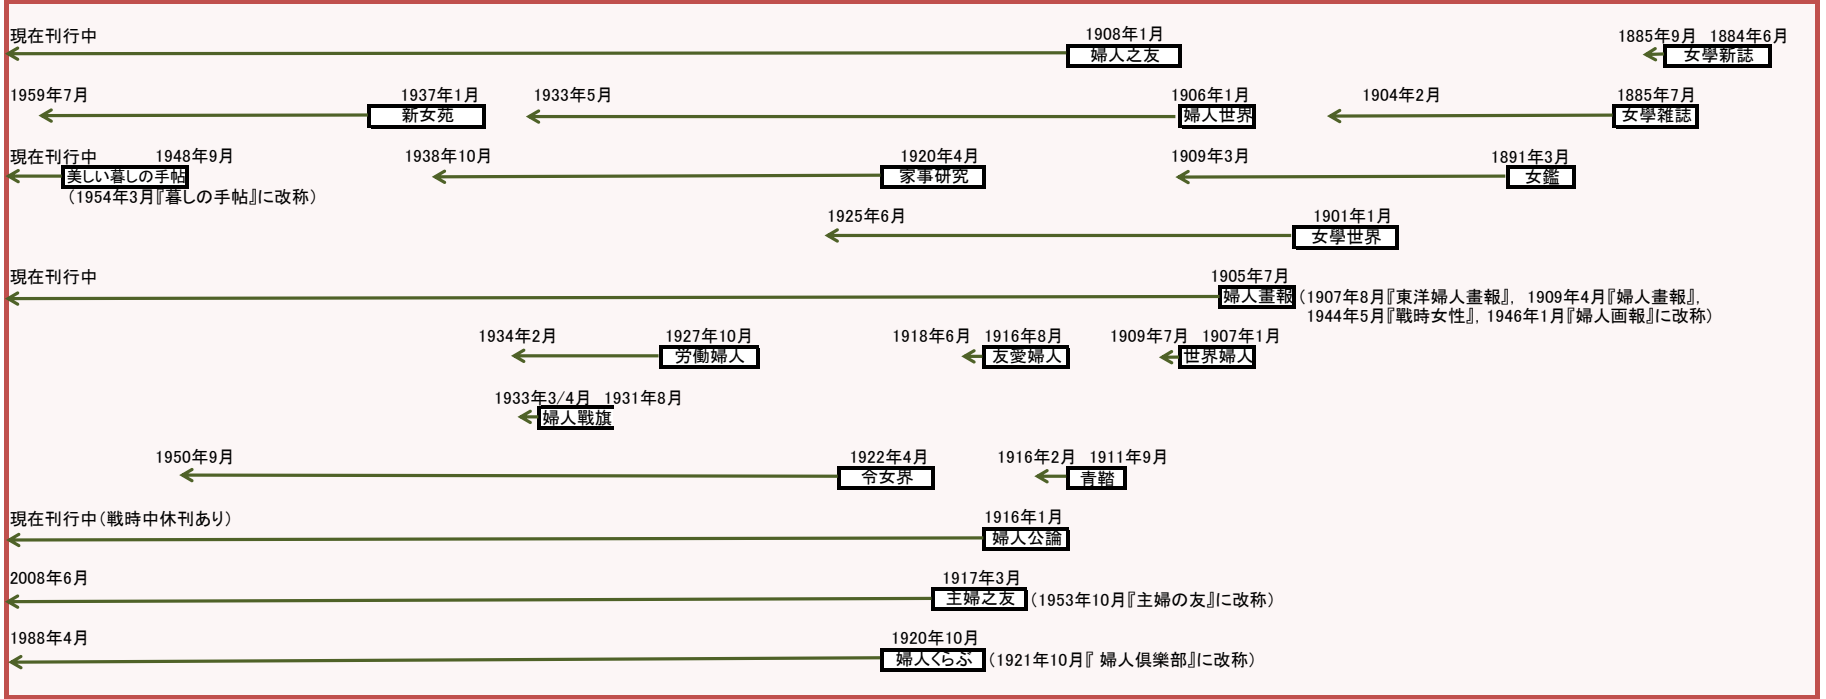 現在刊行中 1908年1月 1885年9月 1884年6月
婦人之友 女學新誌
1959年7月 1937年1月 1933年5月 1906年1月 1904年2月 1885年7月
新女苑 婦人世界 女學雑誌
現在刊行中 1948年9月 1938年10月 1920年4月 1909年3月 1891年3月
美しい暮しの手帖 家事研究 女鑑
（1954年3月『暮しの手帖』に改称）
1925年6月 1901年1月
女學世界
現在刊行中 1905年7月
婦人畫報（1907年8月『東洋婦人畫報』， 1909年4月『婦人畫報』，
1944年5月『戰時女性』，1946年1月『婦人画報』に改称）
1934年2月 1927年10月 1918年6月 1916年8月 1909年7月 1907年1月
労働婦人 友愛婦人 世界婦人
1933年3/4月 1931年8月
婦人戰旗
1950年9月 1922年4月 1916年2月 1911年9月
令女界 青鞜
現在刊行中（戦時中休刊あり） 1916年1月
婦人公論
2008年6月 1917年3月
主婦之友（1953年10月『主婦の友』に改称）
1988年4月 1920年10月
婦人くらぶ（1921年10月『 婦人倶樂部』に改称）